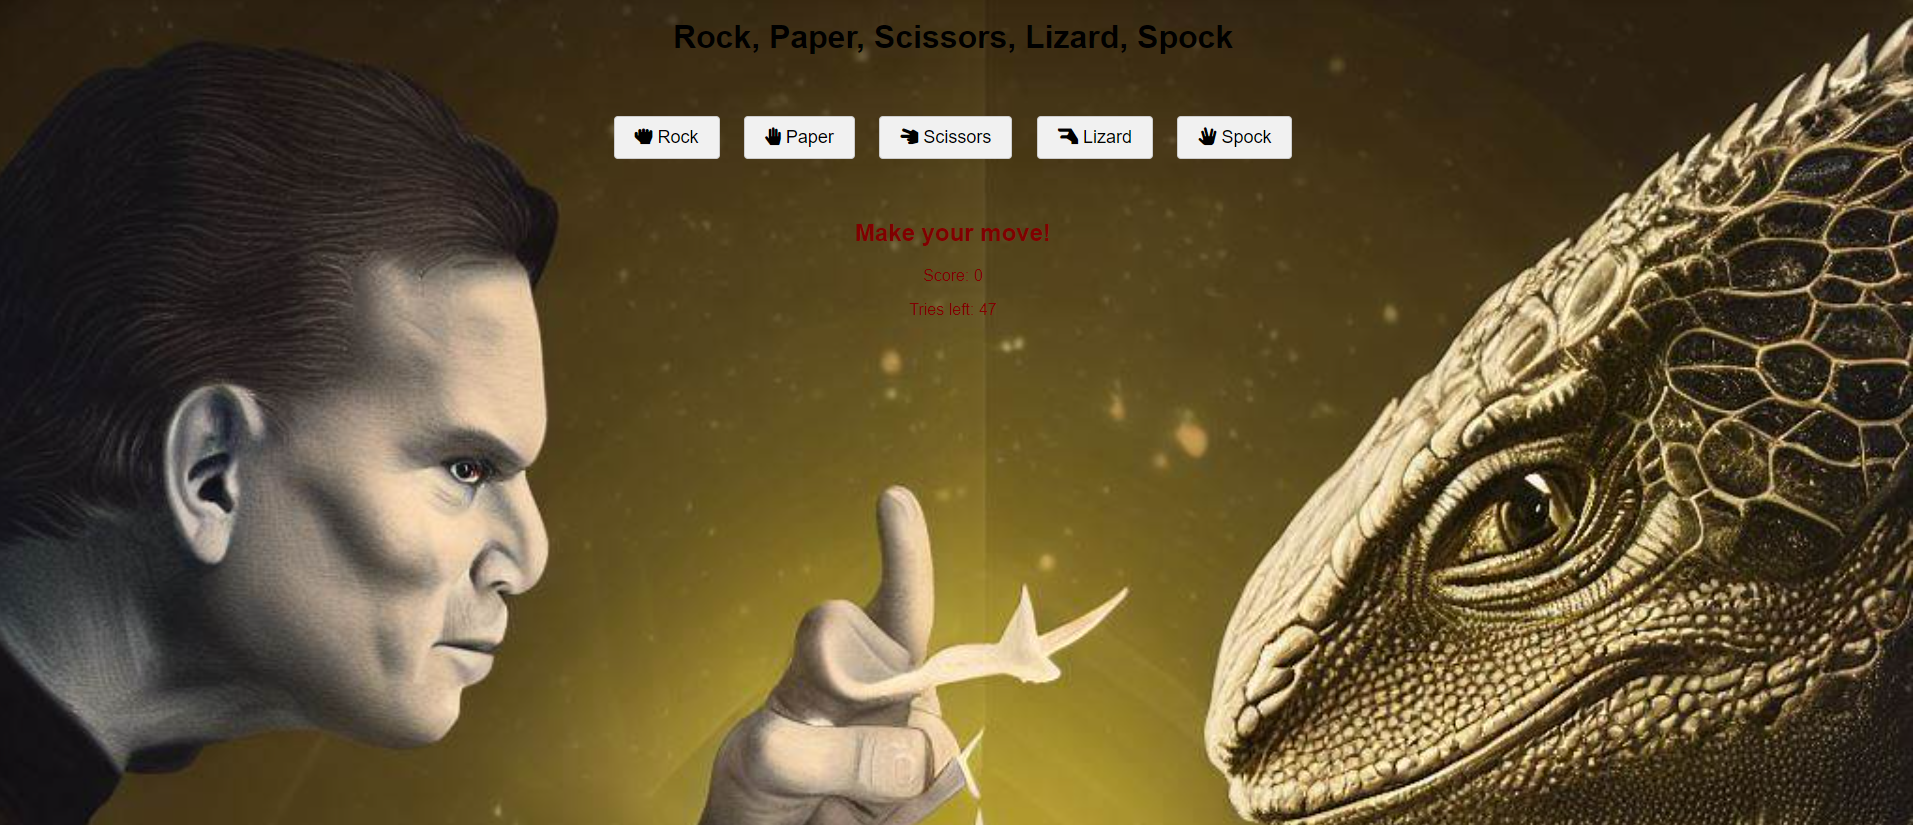 Rock, Paper, Scissors, Lizard, Spock
Rock Paper Scissors Lizard Spock
Make your move!
Score: 0
Tries left: 47